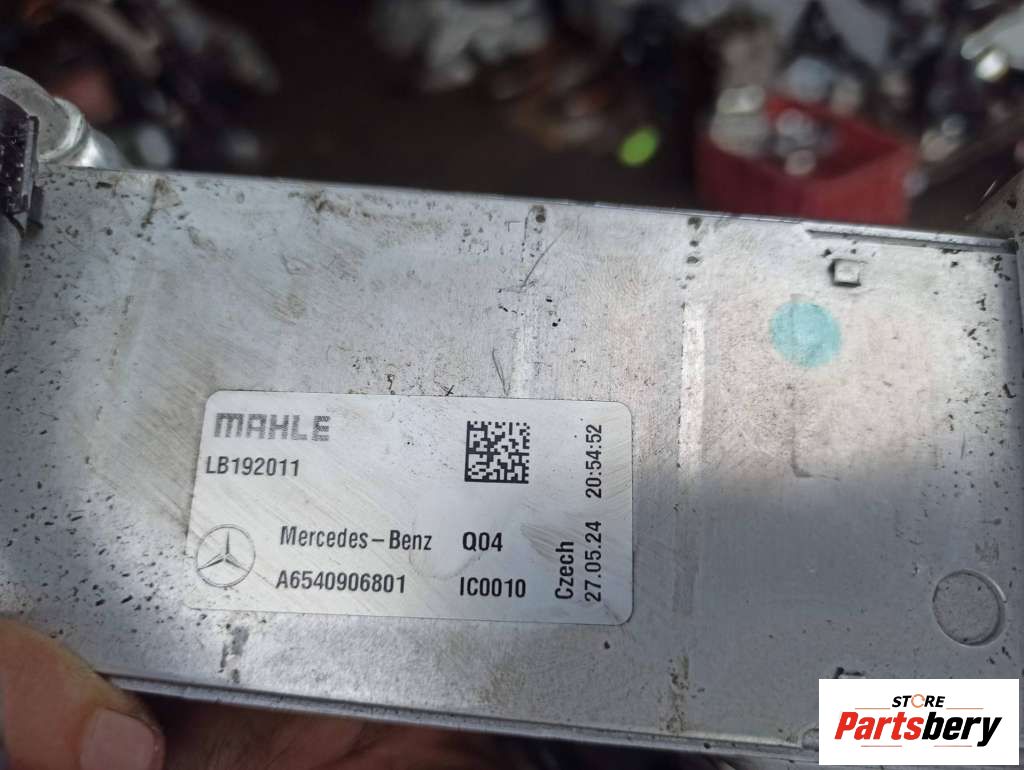 MAHLE
LB192011
Mercedes-Benz Q04
A6540906801 IC0010
Czech
27.05.24 20:54:52
STORE
Partsbery